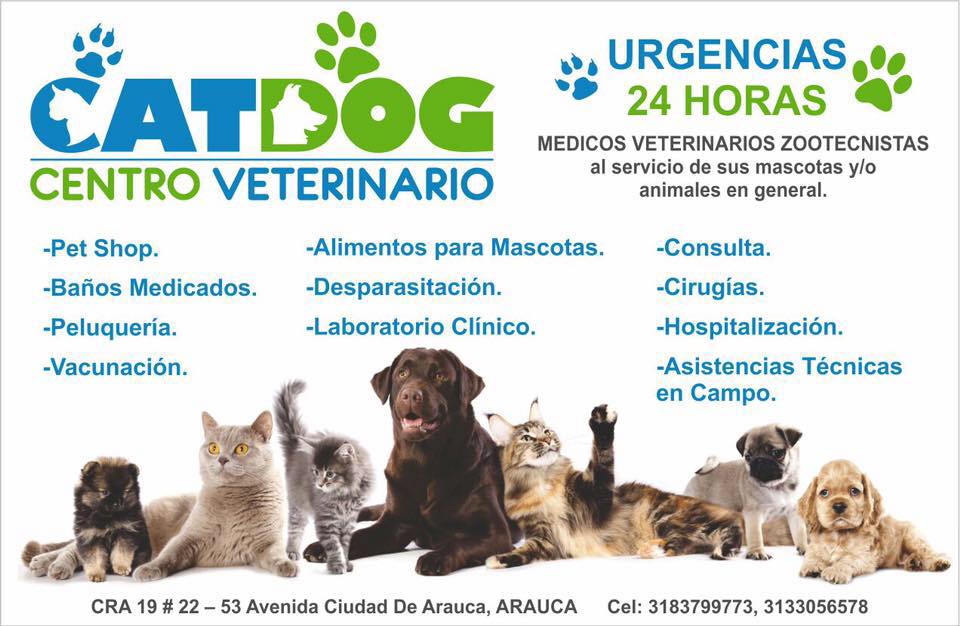 CATDOG
CENTRO VETERINARIO
URGENCIAS
24 HORAS
MEDICOS VETERINARIOS ZOOTECNISTAS
al servicio de sus mascotas y/o
animales en general.
-Pet Shop.
-Baños Medicados.
-Peluquería.
-Vacunación.
-Alimentos para Mascotas.
-Desparasitación.
-Laboratorio Clínico.
-Consulta.
-Cirugías.
-Hospitalización.
-Asistencias Técnicas
en Campo.
CRA 19 # 22 – 53 Avenida Ciudad De Arauca, ARAUCA Cel: 3183799773, 3133056578